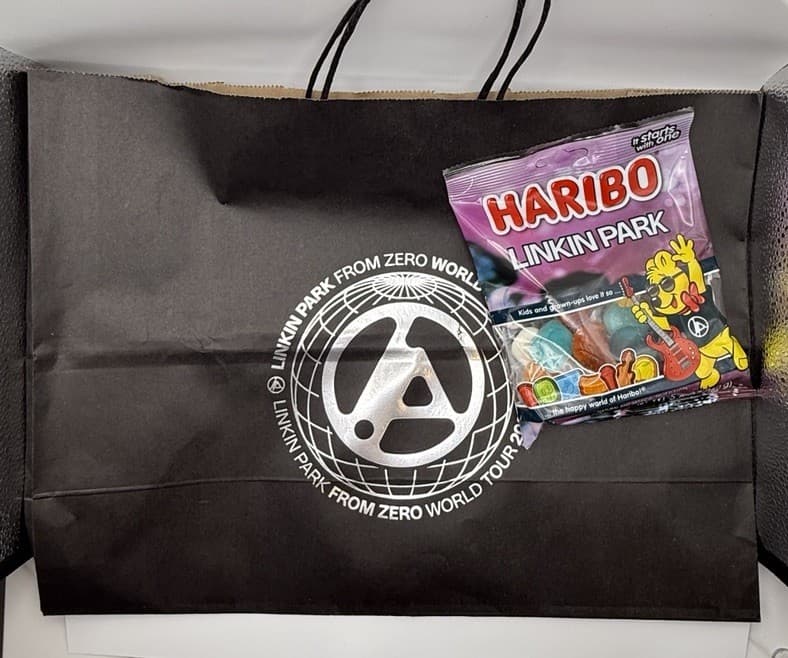 It starts
with one
HARIBO
LINKIN PARK
Kids and grown-ups love it so ...
... the happy world of Haribo!®
LINKIN PARK FROM ZERO WORLD
LINKIN PARK FROM ZERO WORLD TOUR